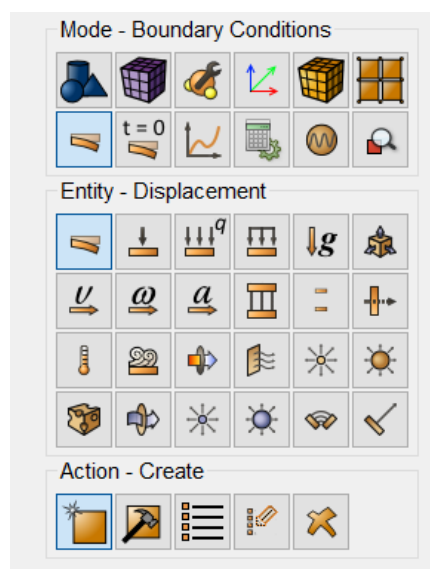 Mode - Boundary Conditions
t = 0
Entity - Displacement
q
g
υ ω a
Action - Create